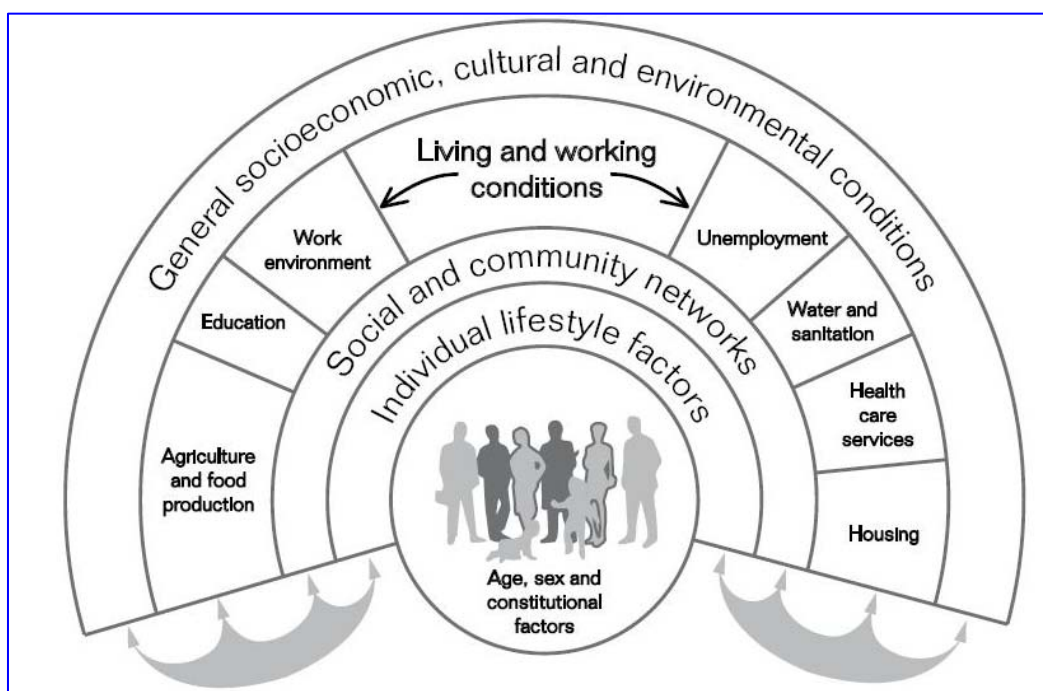 General socioeconomic, cultural and environmental conditions
Living and working
conditions
Work
environment
Unemployment
Education
Water and
sanitation
Social and community networks
Individual lifestyle factors
Agriculture
and food
production
Health
care
services
Housing
Age, sex and
constitutional
factors